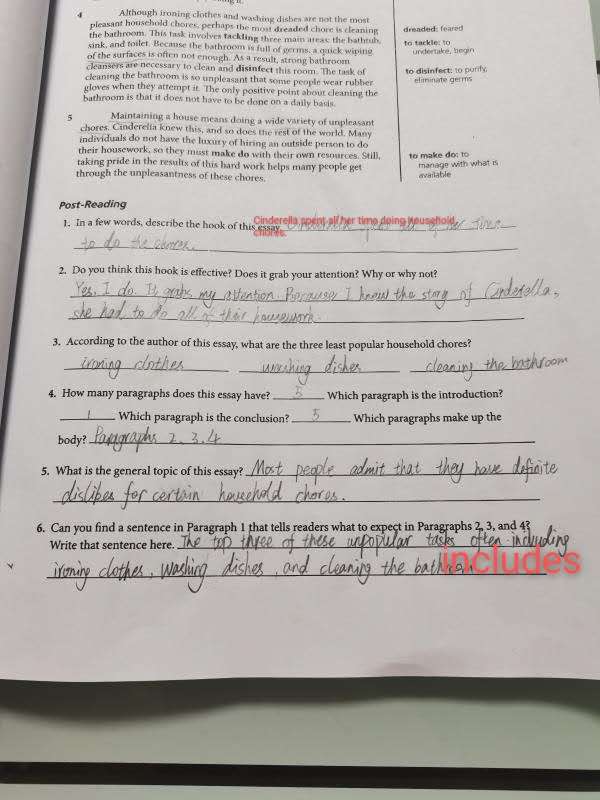 4 Although ironing clothes and washing dishes are not the most
pleasant household chores, perhaps the most dreaded chore is cleaning
the bathroom. This task involves tackling three main areas: the bathtub,
sink, and toilet. Because the bathroom is full of germs, a quick wiping
of the surfaces is often not enough. As a result, strong bathroom
cleansers are necessary to clean and disinfect this room. The task of
cleaning the bathroom is so unpleasant that some people wear rubber
gloves when they attempt it. The only positive point about cleaning the
bathroom is that it does not have to be done on a daily basis.
dreaded: feared
to tackle: to
undertake, begin
to disinfect: to purify,
eliminate germs
5 Maintaining a house means doing a wide variety of unpleasant
chores. Cinderella knew this, and so does the rest of the world. Many
individuals do not have the luxury of hiring an outside person to do
their housework, so they must make do with their own resources. Still,
taking pride in the results of this hard work helps many people get
through the unpleasantness of these chores.
to make do: to
manage with what is
available
Post-Reading
1. In a few words, describe the hook of this essay.
Cinderella spent all her time doing household
chores.
all of her time
to do the chores.
2. Do you think this hook is effective? Does it grab your attention? Why or why not?
Yes, I do. It grabs my attention. Because I know the story of Cinderella,
she had to do all of their housework.
3. According to the author of this essay, what are the three least popular household chores?
ironing clothes washing dishes cleaning the bathroom
4. How many paragraphs does this essay have? 5 Which paragraph is the introduction?
1 Which paragraph is the conclusion? 5 Which paragraphs make up the
body? Paragraphs 2, 3, 4
5. What is the general topic of this essay? Most people admit that they have definite
dislikes for certain household chores.
6. Can you find a sentence in Paragraph 1 that tells readers what to expect in Paragraphs 2, 3, and 4?
Write that sentence here. The top three of these unpopular tasks often including
ironing clothes, washing dishes, and cleaning the bathroom
includes